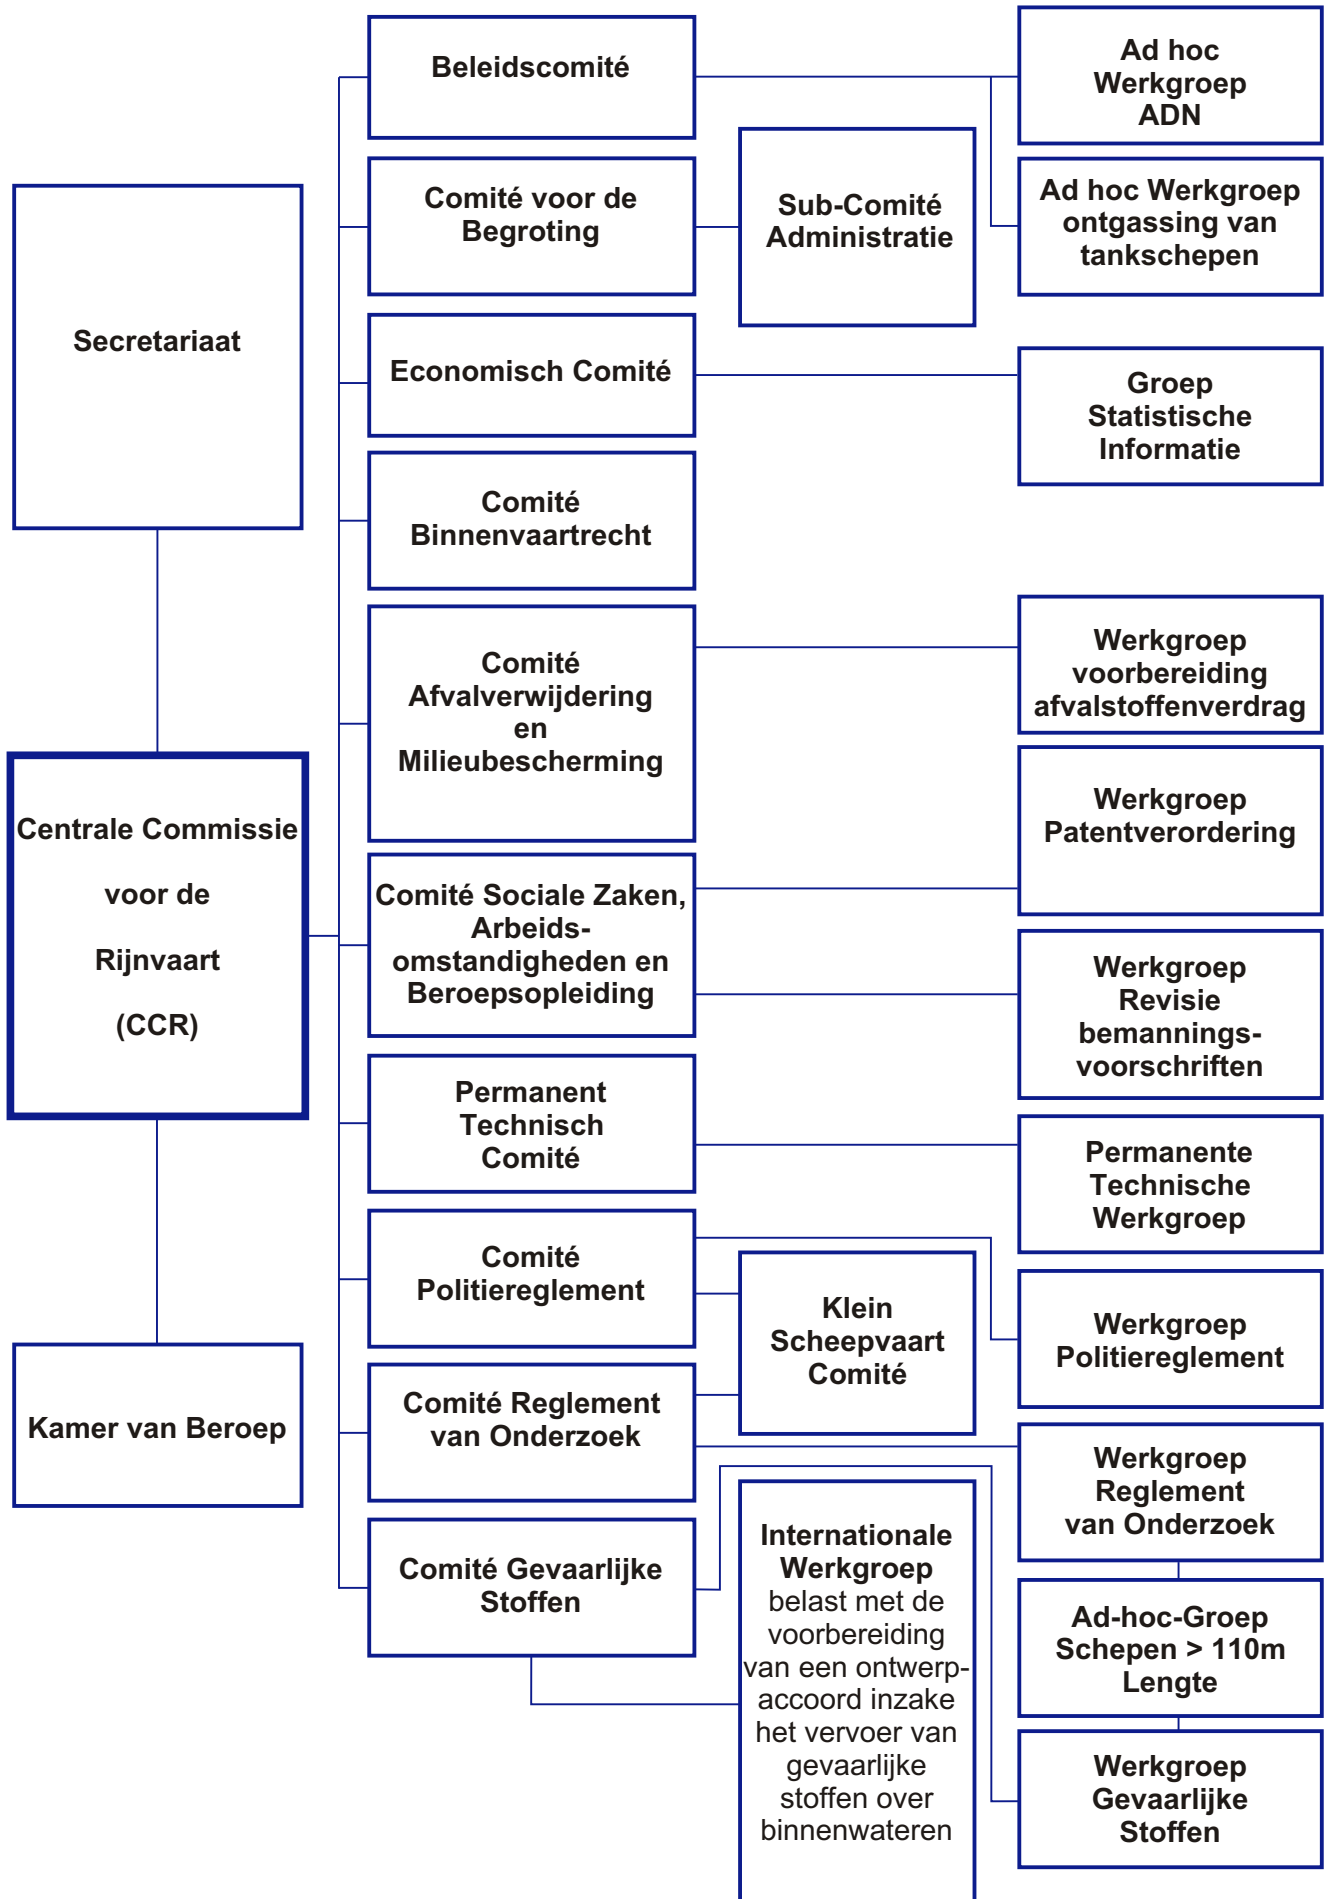 Secretariaat
Centrale Commissie
voor de
Rijnvaart
(CCR)
Kamer van Beroep
Beleidscomité
Comité voor de
Begroting
Economisch Comité
Comité
Binnenvaartrecht
Comité
Afvalverwijdering
en
Milieubescherming
Comité Sociale Zaken,
Arbeids-
omstandigheden en
Beroepsopleiding
Permanent
Technisch
Comité
Comité
Politiereglement
Comité Reglement
van Onderzoek
Comité Gevaarlijke
Stoffen
Sub-Comité
Administratie
Klein
Scheepvaart
Comité
Internationale
Werkgroep
belast met de
voorbereiding
van een ontwerp-
accoord inzake
het vervoer van
gevaarlijke
stoffen over
binnenwateren
Ad hoc
Werkgroep
ADN
Ad hoc Werkgroep
ontgassing van
tankschepen
Groep
Statistische
Informatie
Werkgroep
voorbereiding
afvalstoffenverdrag
Werkgroep
Patentverordering
Werkgroep
Revisie
bemannings-
voorschriften
Permanente
Technische
Werkgroep
Werkgroep
Politiereglement
Werkgroep
Reglement
van Onderzoek
Ad-hoc-Groep
Schepen > 110m
Lengte
Werkgroep
Gevaarlijke
Stoffen